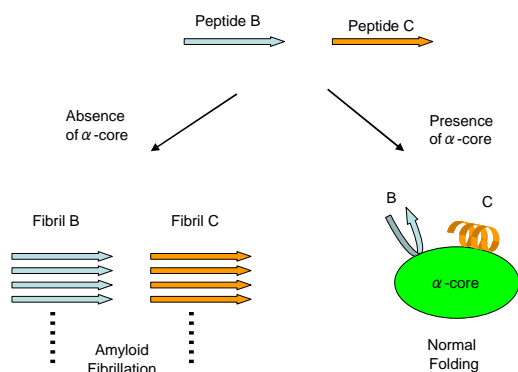 Peptide B
Peptide C
Absence
of α-core
Presence
of α-core
Fibril B
Fibril C
B
C
α-core
Amyloid
Fibrillation
Normal
Folding